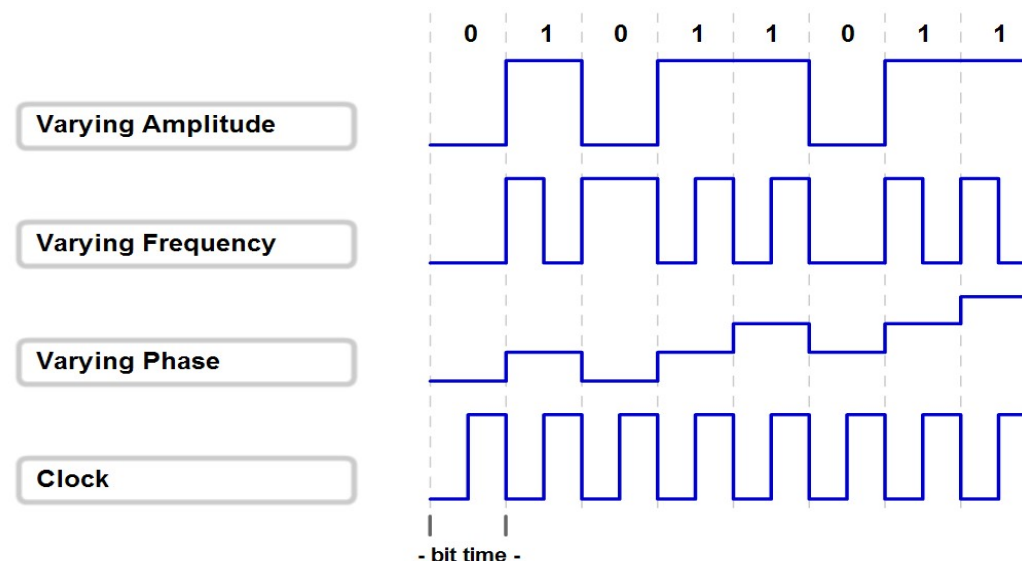 0 1 0 1 1 0 1 1
Varying Amplitude
Varying Frequency
Varying Phase
Clock
- bit time -